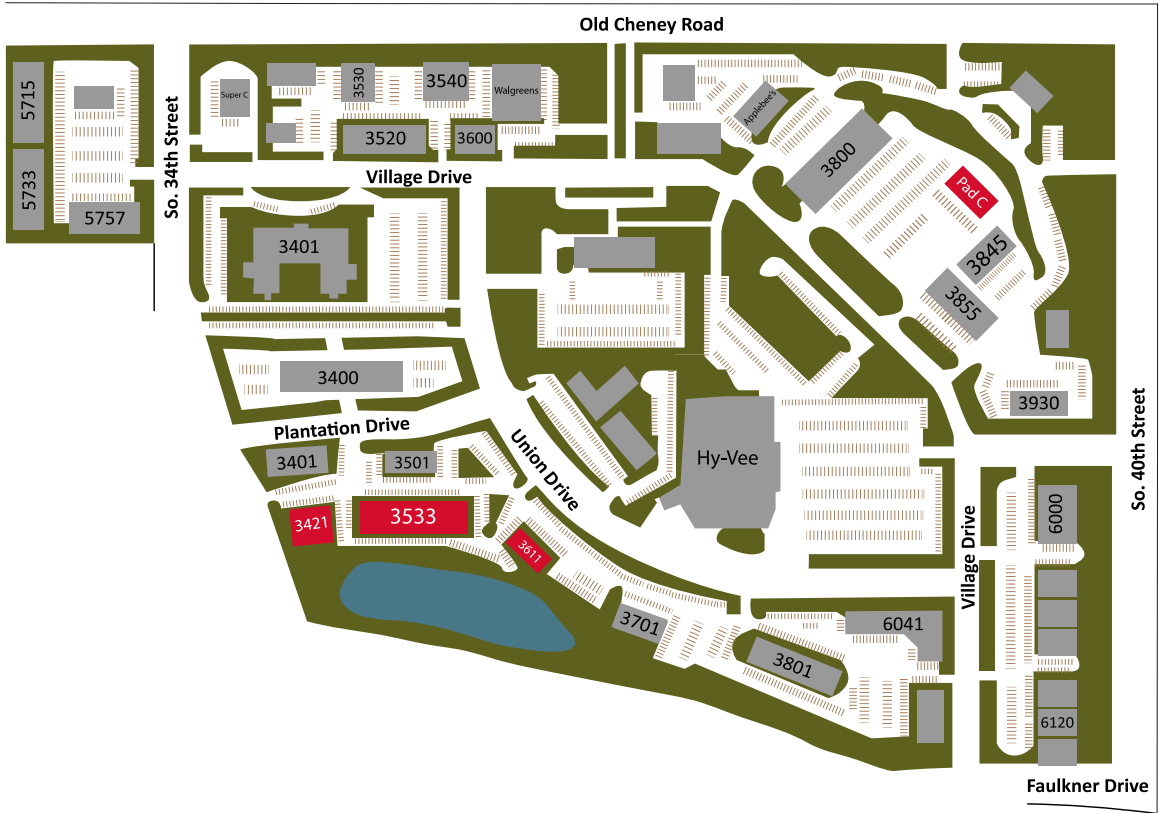 Old Cheney Road
5715
5733
5757
So. 34th Street
Super C
3530
3540
Walgreens
3520
3600
Village Drive
Applebee's
3800
Pad C
3845
3855
3930
3401
3400
Plantation Drive
3401
3501
3421
3533
3611
Union Drive
Hy-Vee
3701
3801
6041
Village Drive
6000
6120
So. 40th Street
Faulkner Drive